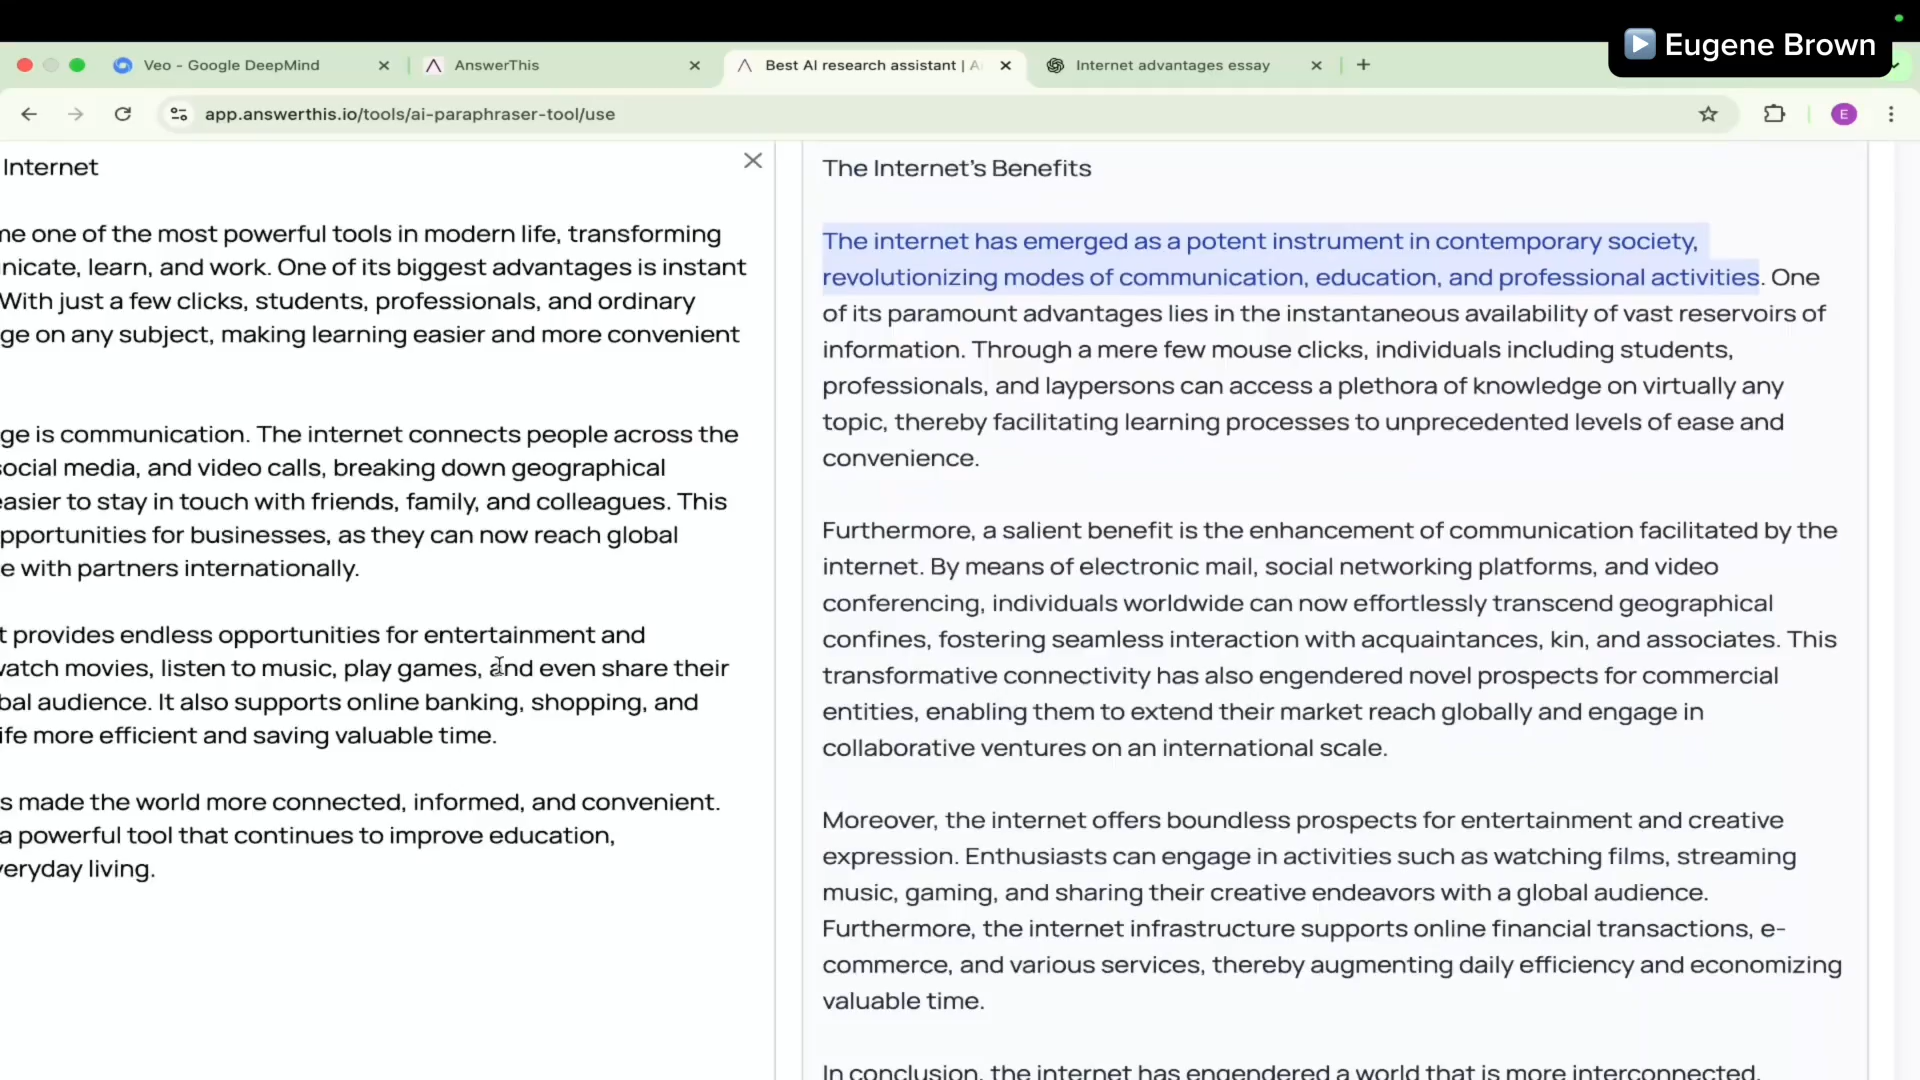 Eugene Brown
Veo - Google DeepMind
AnswerThis
Best AI research assistant | A
Internet advantages essay
app.answerthis.io/tools/ai-paraphraser-tool/use
E
Internet
me one of the most powerful tools in modern life, transforming
nicate, learn, and work. One of its biggest advantages is instant
With just a few clicks, students, professionals, and ordinary
ge on any subject, making learning easier and more convenient
ge is communication. The internet connects people across the
social media, and video calls, breaking down geographical
easier to stay in touch with friends, family, and colleagues. This
pportunities for businesses, as they can now reach global
e with partners internationally.
t provides endless opportunities for entertainment and
watch movies, listen to music, play games, and even share their
bal audience. It also supports online banking, shopping, and
ife more efficient and saving valuable time.
s made the world more connected, informed, and convenient.
a powerful tool that continues to improve education,
veryday living.
The Internet's Benefits
The internet has emerged as a potent instrument in contemporary society,
revolutionizing modes of communication, education, and professional activities. One
of its paramount advantages lies in the instantaneous availability of vast reservoirs of
information. Through a mere few mouse clicks, individuals including students,
professionals, and laypersons can access a plethora of knowledge on virtually any
topic, thereby facilitating learning processes to unprecedented levels of ease and
convenience.
Furthermore, a salient benefit is the enhancement of communication facilitated by the
internet. By means of electronic mail, social networking platforms, and video
conferencing, individuals worldwide can now effortlessly transcend geographical
confines, fostering seamless interaction with acquaintances, kin, and associates. This
transformative connectivity has also engendered novel prospects for commercial
entities, enabling them to extend their market reach globally and engage in
collaborative ventures on an international scale.
Moreover, the internet offers boundless prospects for entertainment and creative
expression. Enthusiasts can engage in activities such as watching films, streaming
music, gaming, and sharing their creative endeavors with a global audience.
Furthermore, the internet infrastructure supports online financial transactions, e-
commerce, and various services, thereby augmenting daily efficiency and economizing
valuable time.
In conclusion, the internet has engendered a world that is more interconnected,